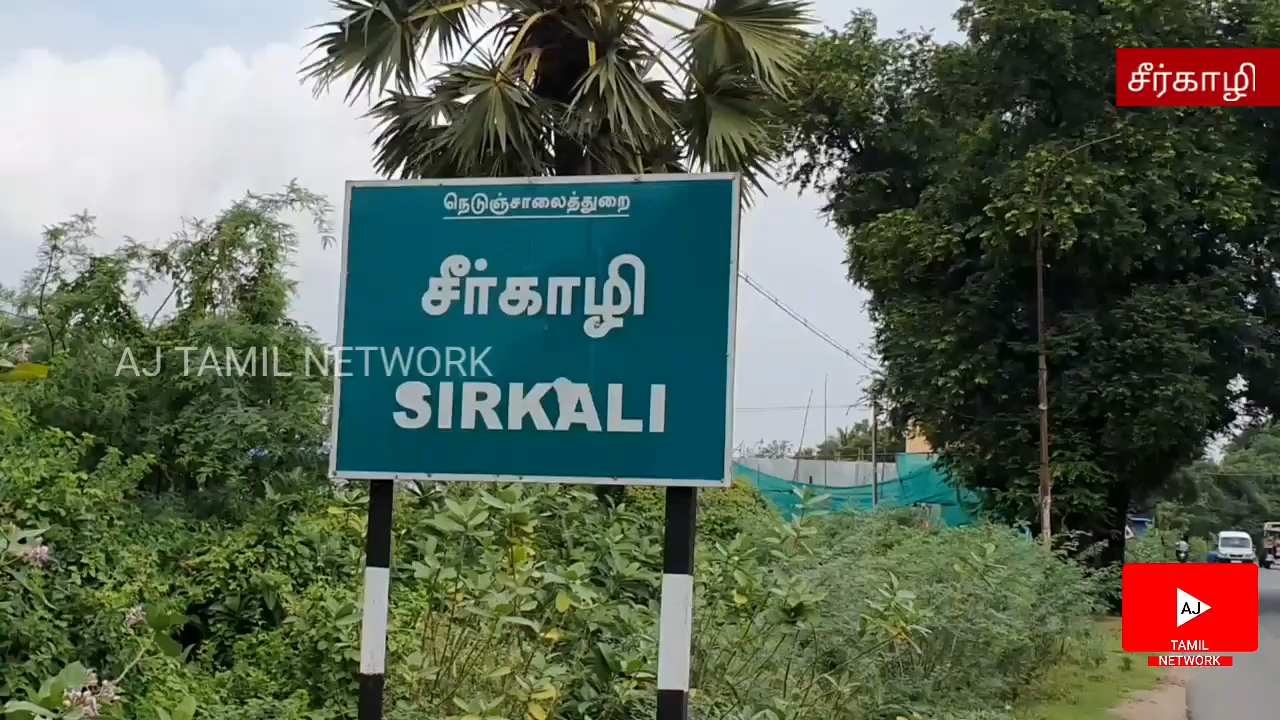 சீர்காழி
நெடுஞ்சாலைத்துறை
சீர்காழி
AJ TAMIL NETWORK
SIRKALI
AJ
TAMIL
NETWORK